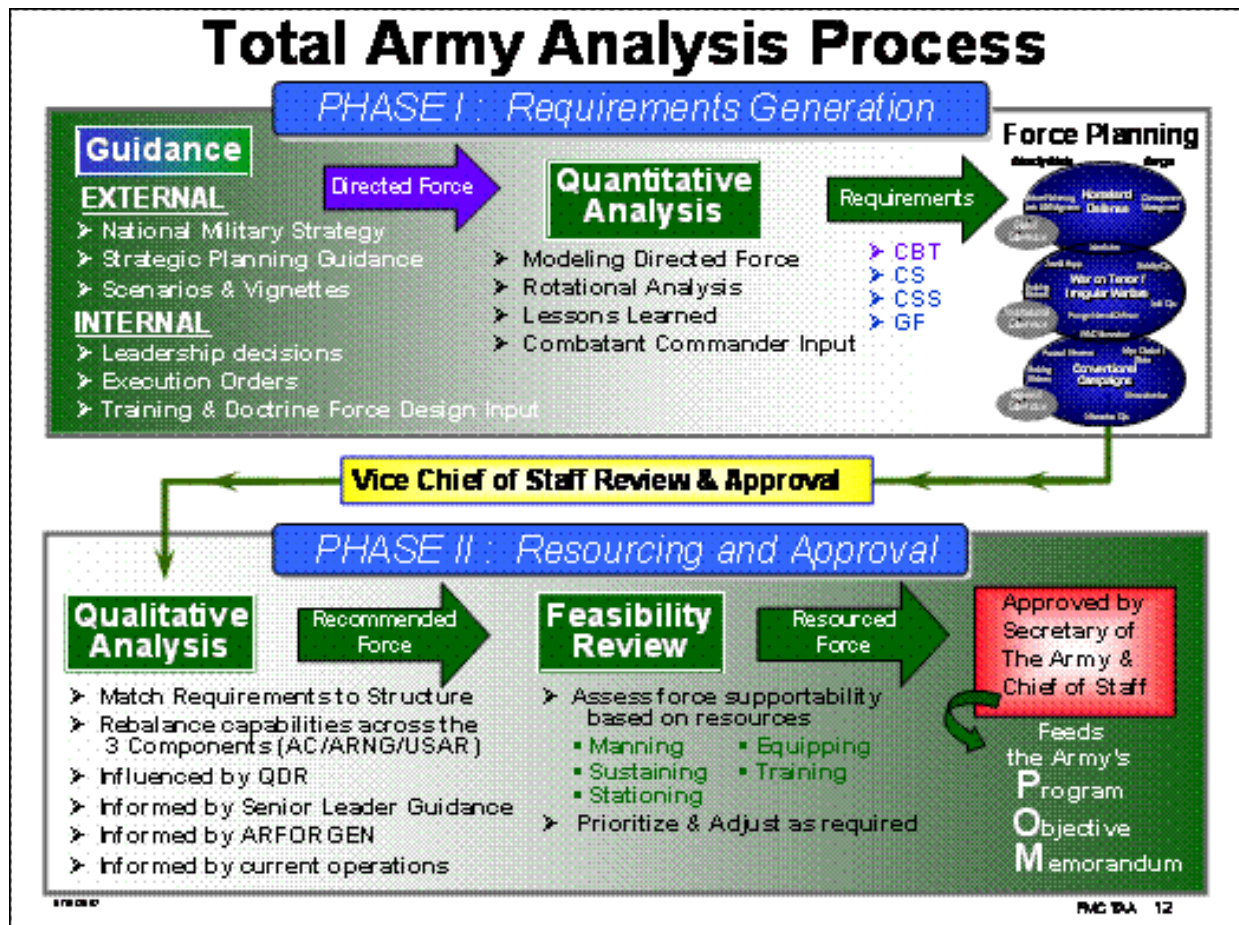 Total Army Analysis Process
PHASE I : Requirements Generation
Guidance
EXTERNAL
➢ National Military Strategy
➢ Strategic Planning Guidance
➢ Scenarios & Vignettes
INTERNAL
➢ Leadership decisions
➢ Execution Orders
➢ Training & Doctrine Force Design Input
Directed Force
Quantitative
Analysis
➢ Modeling Directed Force
➢ Rotational Analysis
➢ Lessons Learned
➢ Combatant Commander Input
Requirements
➢ CBT
➢ CS
➢ CSS
➢ GF
Force Planning
Homeland
Defense
War on Terror /
Irregular Warfare
Conventional
Campaigns
Vice Chief of Staff Review & Approval
PHASE II : Resourcing and Approval
Qualitative
Analysis
➢ Match Requirements to Structure
➢ Rebalance capabilities across the
3 Components (AC/ARNG/USAR)
➢ Influenced by QDR
➢ Informed by Senior Leader Guidance
➢ Informed by ARFORGEN
➢ Informed by current operations
Recommended
Force
Feasibility
Review
➢ Assess force supportability
based on resources
▪ Manning ▪ Equipping
▪ Sustaining ▪ Training
▪ Stationing
➢ Prioritize & Adjust as required
Resourced
Force
Approved by
Secretary of
The Army &
Chief of Staff
Feeds
the Army's
Program
Objective
Memorandum
FMC TAA 12